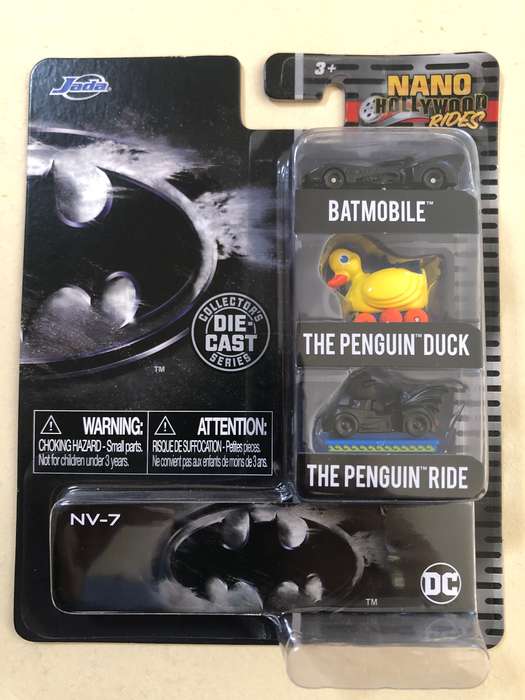 Jada
3+
NANO
HOLLYWOOD
RIDES
BATMOBILE™
THE PENGUIN™ DUCK
THE PENGUIN™ RIDE
TM
COLLECTOR'S
DIE-
CAST
SERIES
WARNING:
CHOKING HAZARD - Small parts.
Not for children under 3 years.
ATTENTION:
RISQUE DE SUFFOCATION - Petites pieces.
Ne convient pas aux enfants de moins de 3 ans.
NV-7
TM
DC